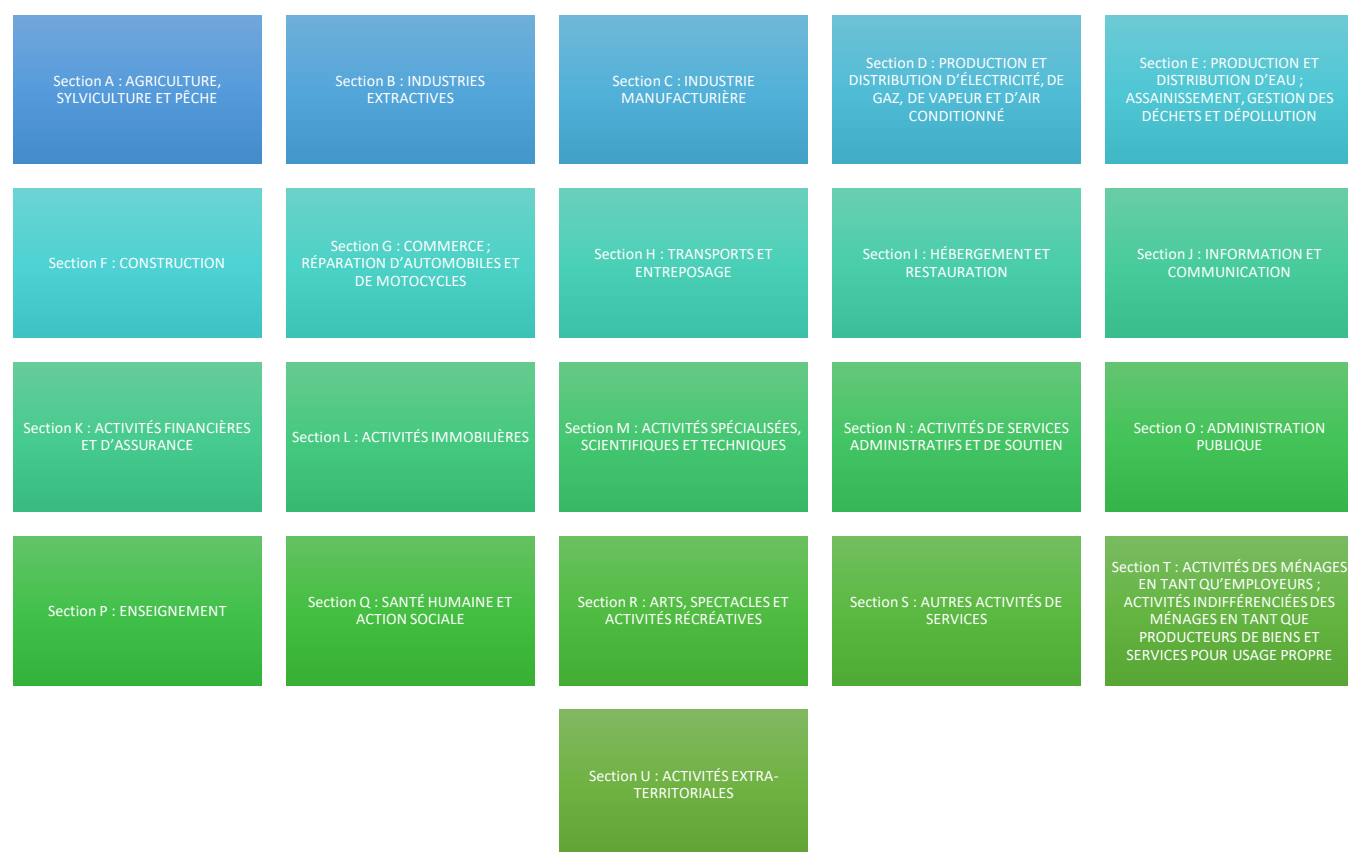 Section A : AGRICULTURE,
SYLVICULTURE ET PÊCHE
Section B : INDUSTRIES
EXTRACTIVES
Section C : INDUSTRIE
MANUFACTURIÈRE
Section D : PRODUCTION ET
DISTRIBUTION D’ÉLECTRICITÉ, DE
GAZ, DE VAPEUR ET D’AIR
CONDITIONNÉ
Section E : PRODUCTION ET
DISTRIBUTION D’EAU ;
ASSAINISSEMENT, GESTION DES
DÉCHETS ET DÉPOLLUTION
Section F : CONSTRUCTION
Section G : COMMERCE ;
RÉPARATION D’AUTOMOBILES ET
DE MOTOCYCLES
Section H : TRANSPORTS ET
ENTREPOSAGE
Section I : HÉBERGEMENT ET
RESTAURATION
Section J : INFORMATION ET
COMMUNICATION
Section K : ACTIVITÉS FINANCIÈRES
ET D’ASSURANCE
Section L : ACTIVITÉS IMMOBILIÈRES
Section M : ACTIVITÉS SPÉCIALISÉES,
SCIENTIFIQUES ET TECHNIQUES
Section N : ACTIVITÉS DE SERVICES
ADMINISTRATIFS ET DE SOUTIEN
Section O : ADMINISTRATION
PUBLIQUE
Section P : ENSEIGNEMENT
Section Q : SANTÉ HUMAINE ET
ACTION SOCIALE
Section R : ARTS, SPECTACLES ET
ACTIVITÉS RÉCRÉATIVES
Section S : AUTRES ACTIVITÉS DE
SERVICES
Section T : ACTIVITÉS DES MÉNAGES
EN TANT QU’EMPLOYEURS ;
ACTIVITÉS INDIFFÉRENCIÉES DES
MÉNAGES EN TANT QUE
PRODUCTEURS DE BIENS ET
SERVICES POUR USAGE PROPRE
Section U : ACTIVITÉS EXTRA-
TERRITORIALES